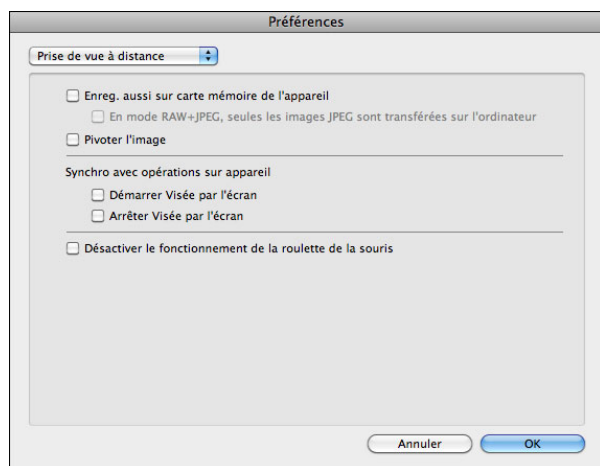 Préférences
Prise de vue à distance
Enreg. aussi sur carte mémoire de l'appareil
En mode RAW+JPEG, seules les images JPEG sont transférées sur l'ordinateur
Pivoter l'image
Synchro avec opérations sur appareil
Démarrer Visée par l'écran
Arrêter Visée par l'écran
Désactiver le fonctionnement de la roulette de la souris
Annuler OK